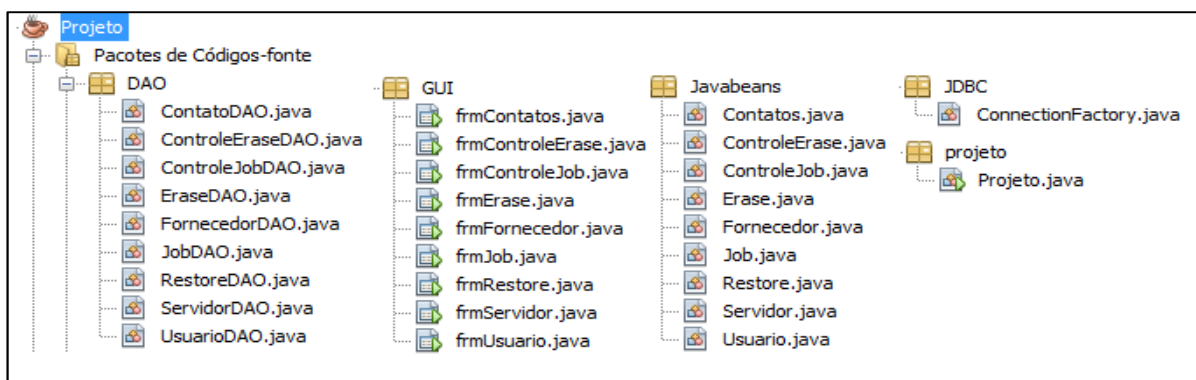 Projeto
Pacotes de Códigos-fonte
DAO
ContatoDAO.java
ControleEraseDAO.java
ControleJobDAO.java
EraseDAO.java
FornecedorDAO.java
JobDAO.java
RestoreDAO.java
ServidorDAO.java
UsuarioDAO.java
GUI
frmContatos.java
frmControleErase.java
frmControleJob.java
frmErase.java
frmFornecedor.java
frmJob.java
frmRestore.java
frmServidor.java
frmUsuario.java
Javabeans
Contatos.java
ControleErase.java
ControleJob.java
Erase.java
Fornecedor.java
Job.java
Restore.java
Servidor.java
Usuario.java
JDBC
ConnectionFactory.java
projeto
Projeto.java